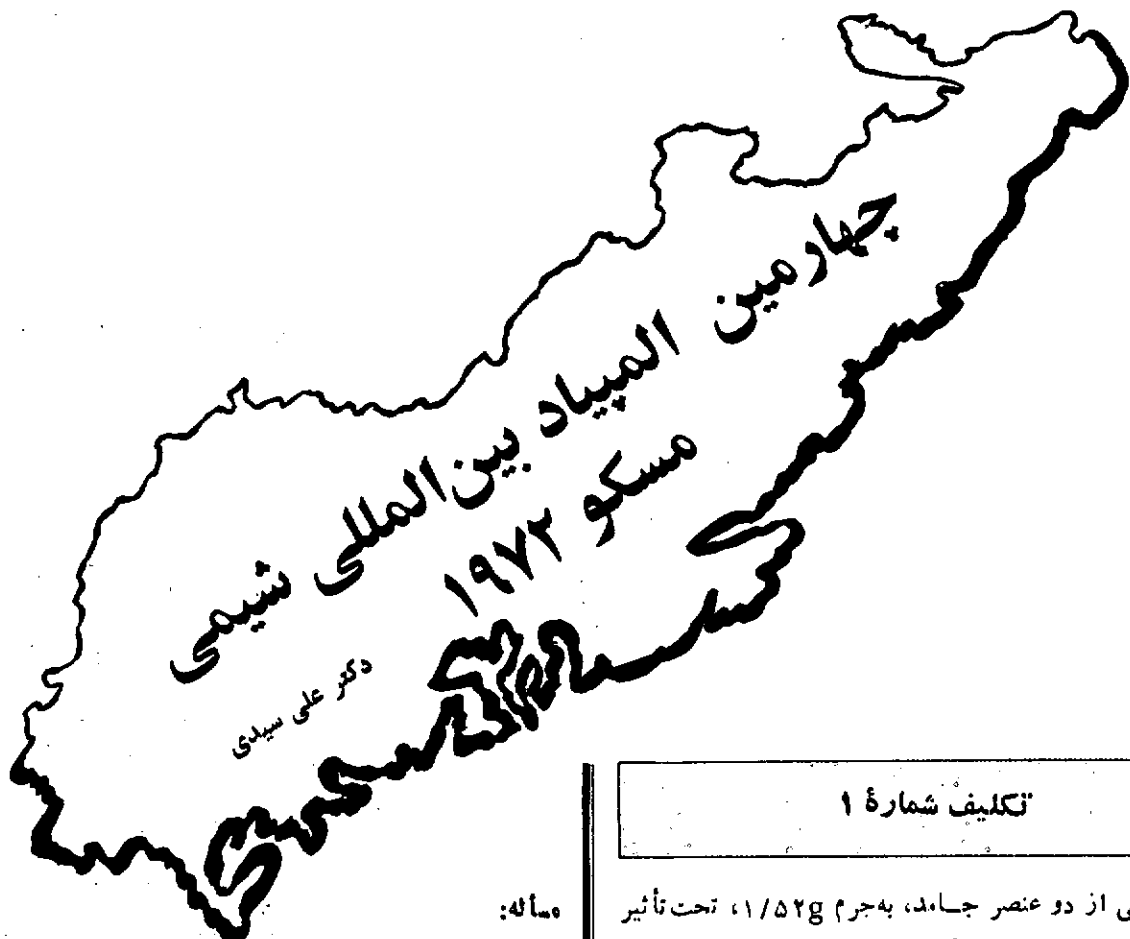 چهارمین المپیاد بین‌المللی شیمی
مسکو ۱۹۷۲
دکتر علی سیدی
تکلیف شمارهٔ ۱
از دو عنصر جـامد، به‌جرم ۱/۵۲g، تحت‌تأثیر
مسأله: